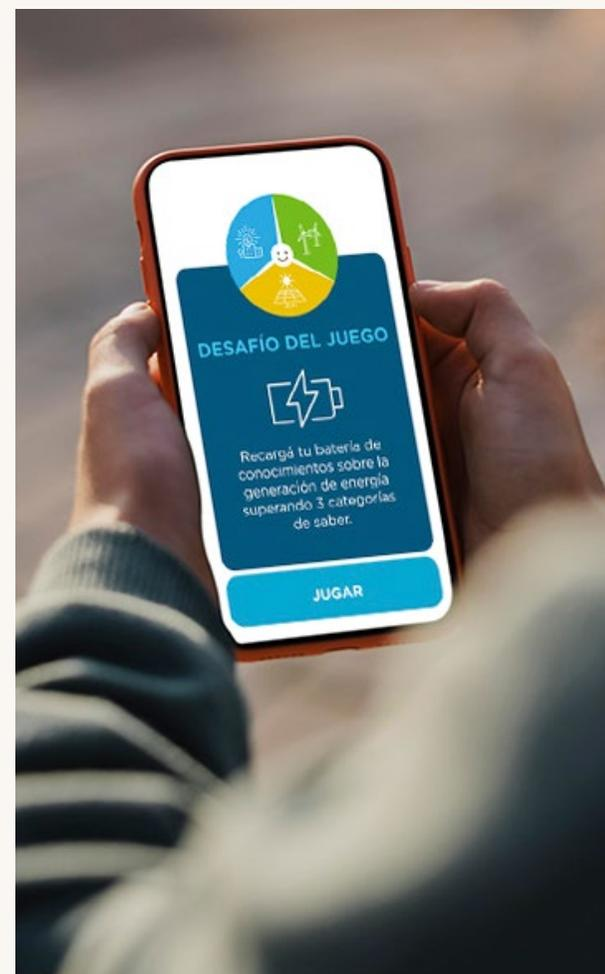 DESAFÍO DEL JUEGO
Recargá tu batería de
conocimientos sobre la
generación de energía
superando 3 categorías
de saber.
JUGAR